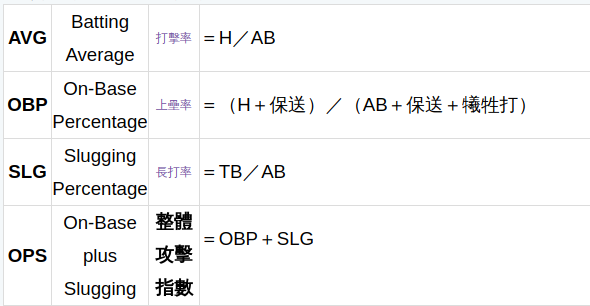 AVG Batting Average 打擊率 ＝H／AB
OBP On-Base Percentage 上壘率 ＝（H＋保送）／（AB＋保送＋犧牲打）
SLG Slugging Percentage 長打率 ＝TB／AB
OPS On-Base plus Slugging 整體攻擊指數 ＝OBP＋SLG